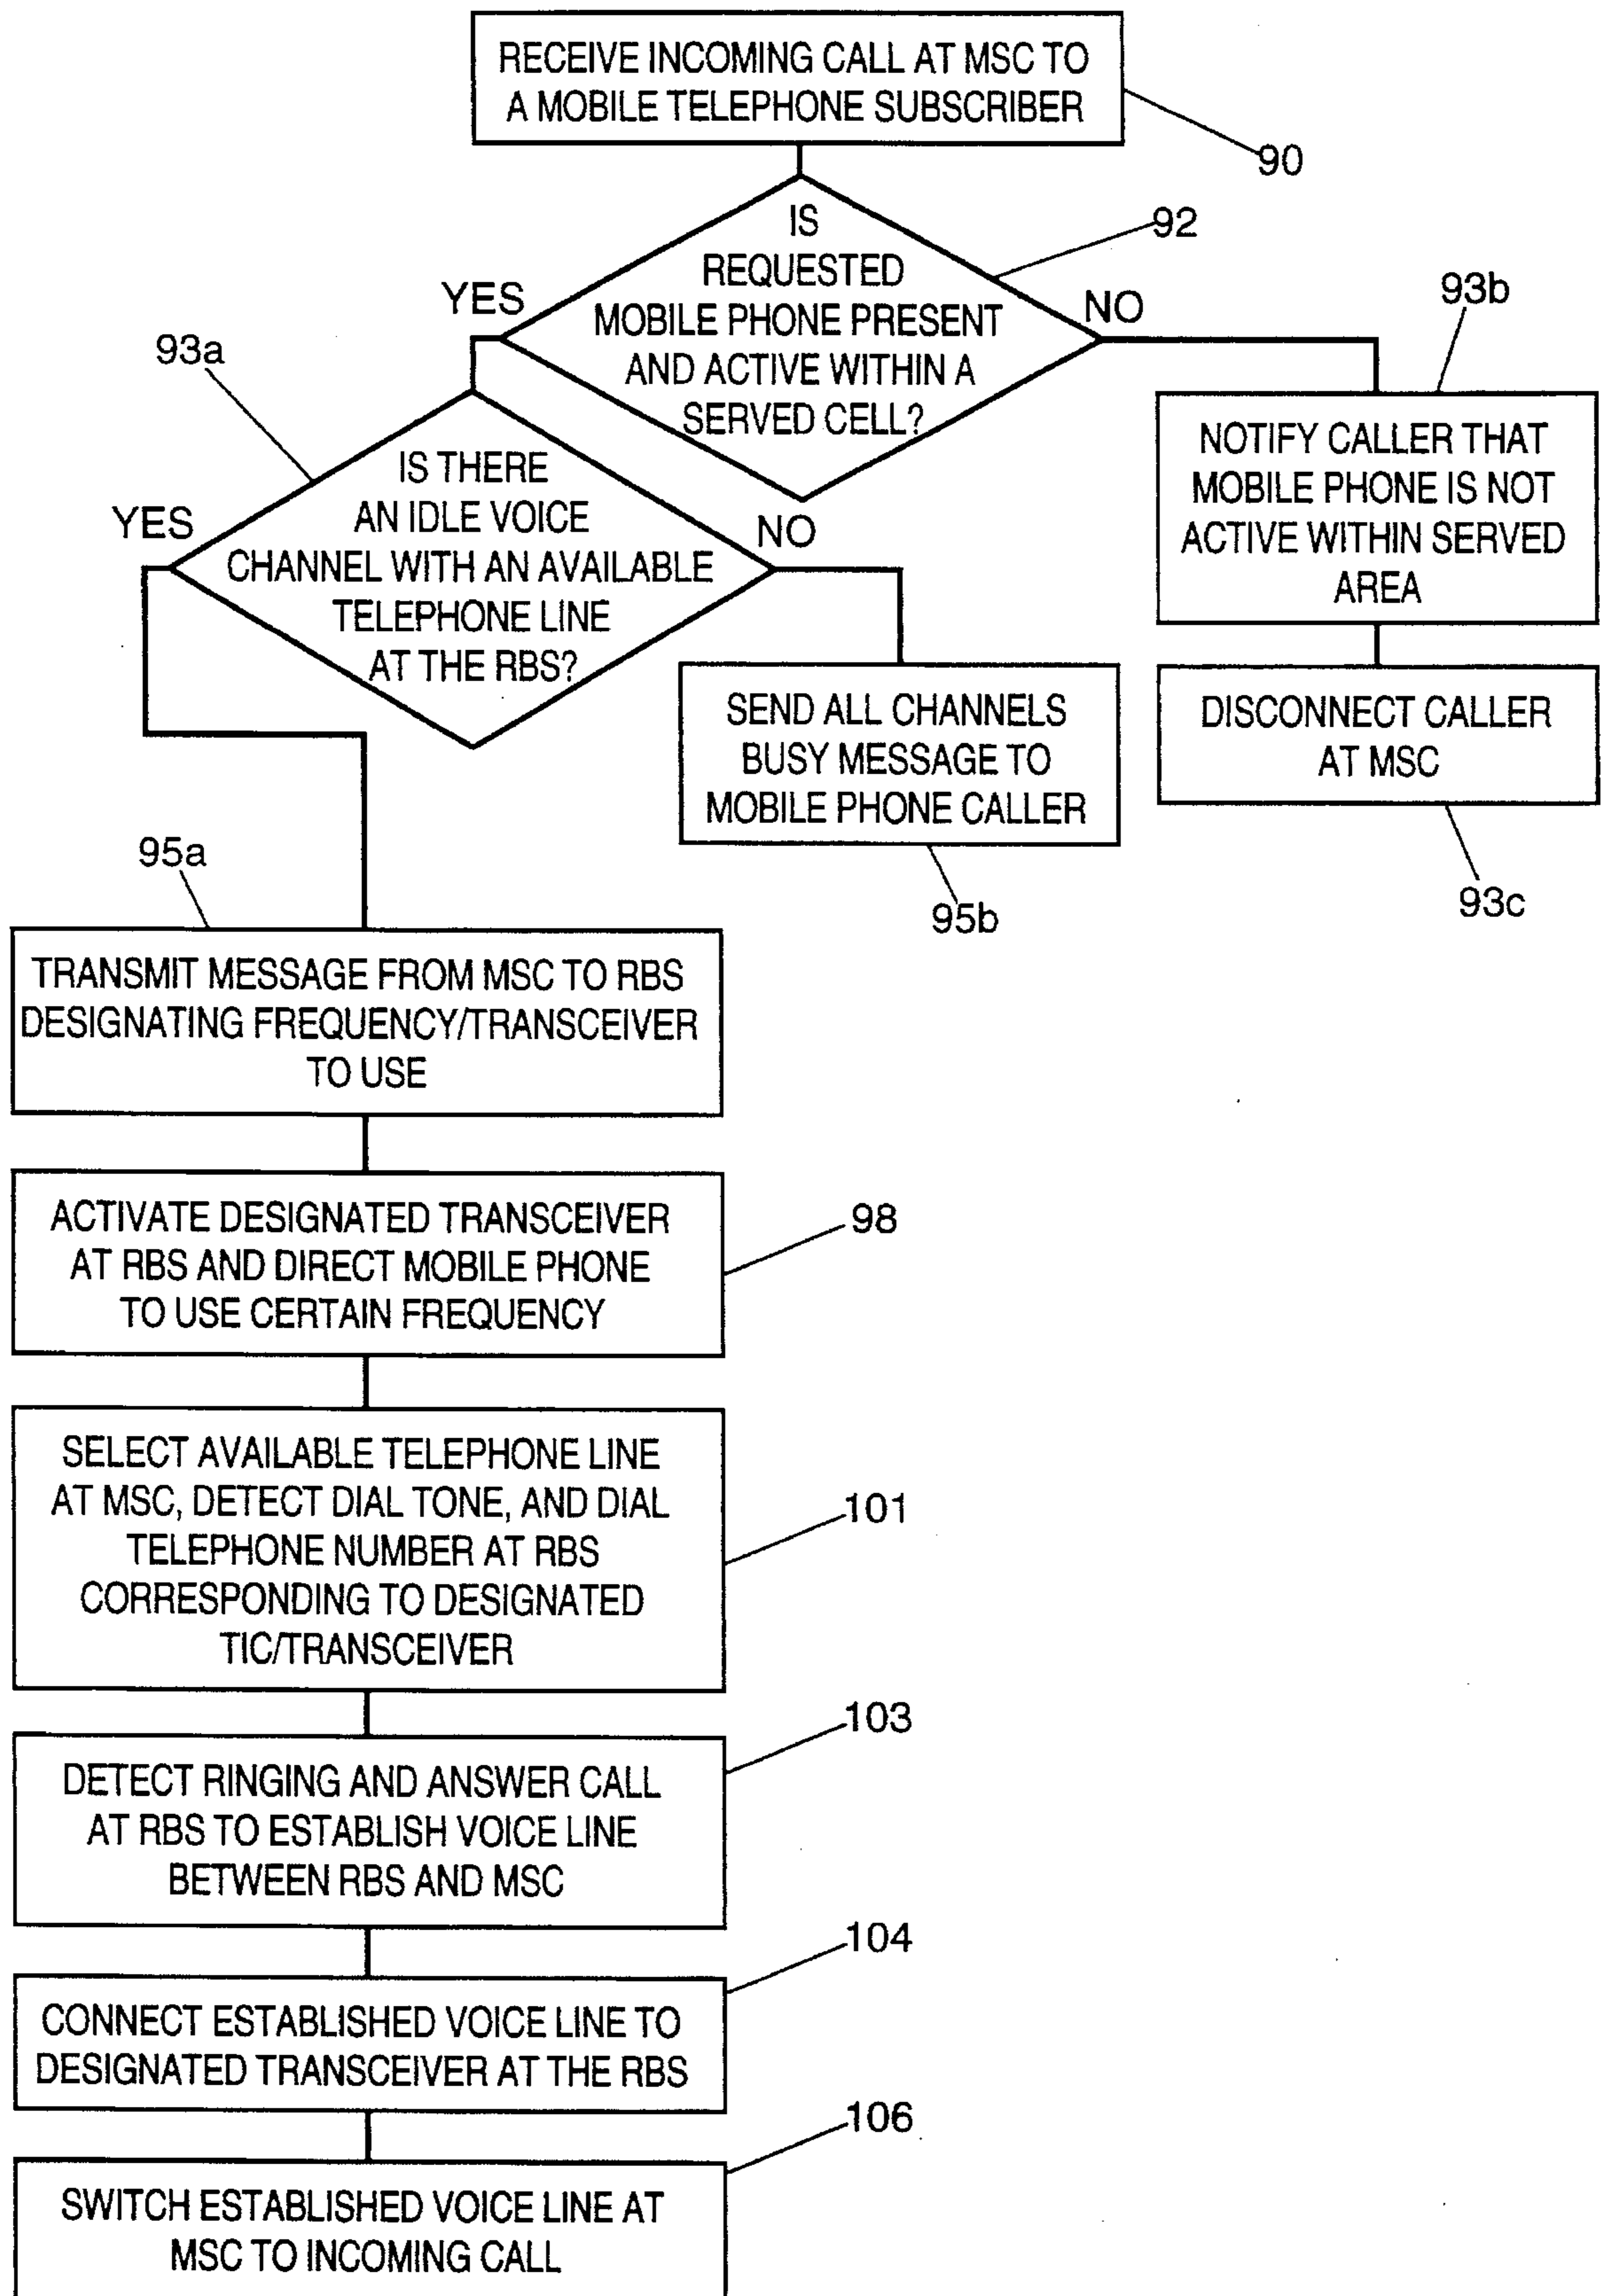 RECEIVE INCOMING CALL AT MSC TO
A MOBILE TELEPHONE SUBSCRIBER
90
IS
REQUESTED
MOBILE PHONE PRESENT
AND ACTIVE WITHIN A
SERVED CELL?
92
YES
NO
93a
93b
IS THERE
AN IDLE VOICE
CHANNEL WITH AN AVAILABLE
TELEPHONE LINE
AT THE RBS?
YES
NO
NOTIFY CALLER THAT
MOBILE PHONE IS NOT
ACTIVE WITHIN SERVED
AREA
DISCONNECT CALLER
AT MSC
93c
SEND ALL CHANNELS
BUSY MESSAGE TO
MOBILE PHONE CALLER
95b
95a
TRANSMIT MESSAGE FROM MSC TO RBS
DESIGNATING FREQUENCY/TRANSCEIVER
TO USE
ACTIVATE DESIGNATED TRANSCEIVER
AT RBS AND DIRECT MOBILE PHONE
TO USE CERTAIN FREQUENCY
98
SELECT AVAILABLE TELEPHONE LINE
AT MSC, DETECT DIAL TONE, AND DIAL
TELEPHONE NUMBER AT RBS
CORRESPONDING TO DESIGNATED
TIC/TRANSCEIVER
101
DETECT RINGING AND ANSWER CALL
AT RBS TO ESTABLISH VOICE LINE
BETWEEN RBS AND MSC
103
CONNECT ESTABLISHED VOICE LINE TO
DESIGNATED TRANSCEIVER AT THE RBS
104
SWITCH ESTABLISHED VOICE LINE AT
MSC TO INCOMING CALL
106